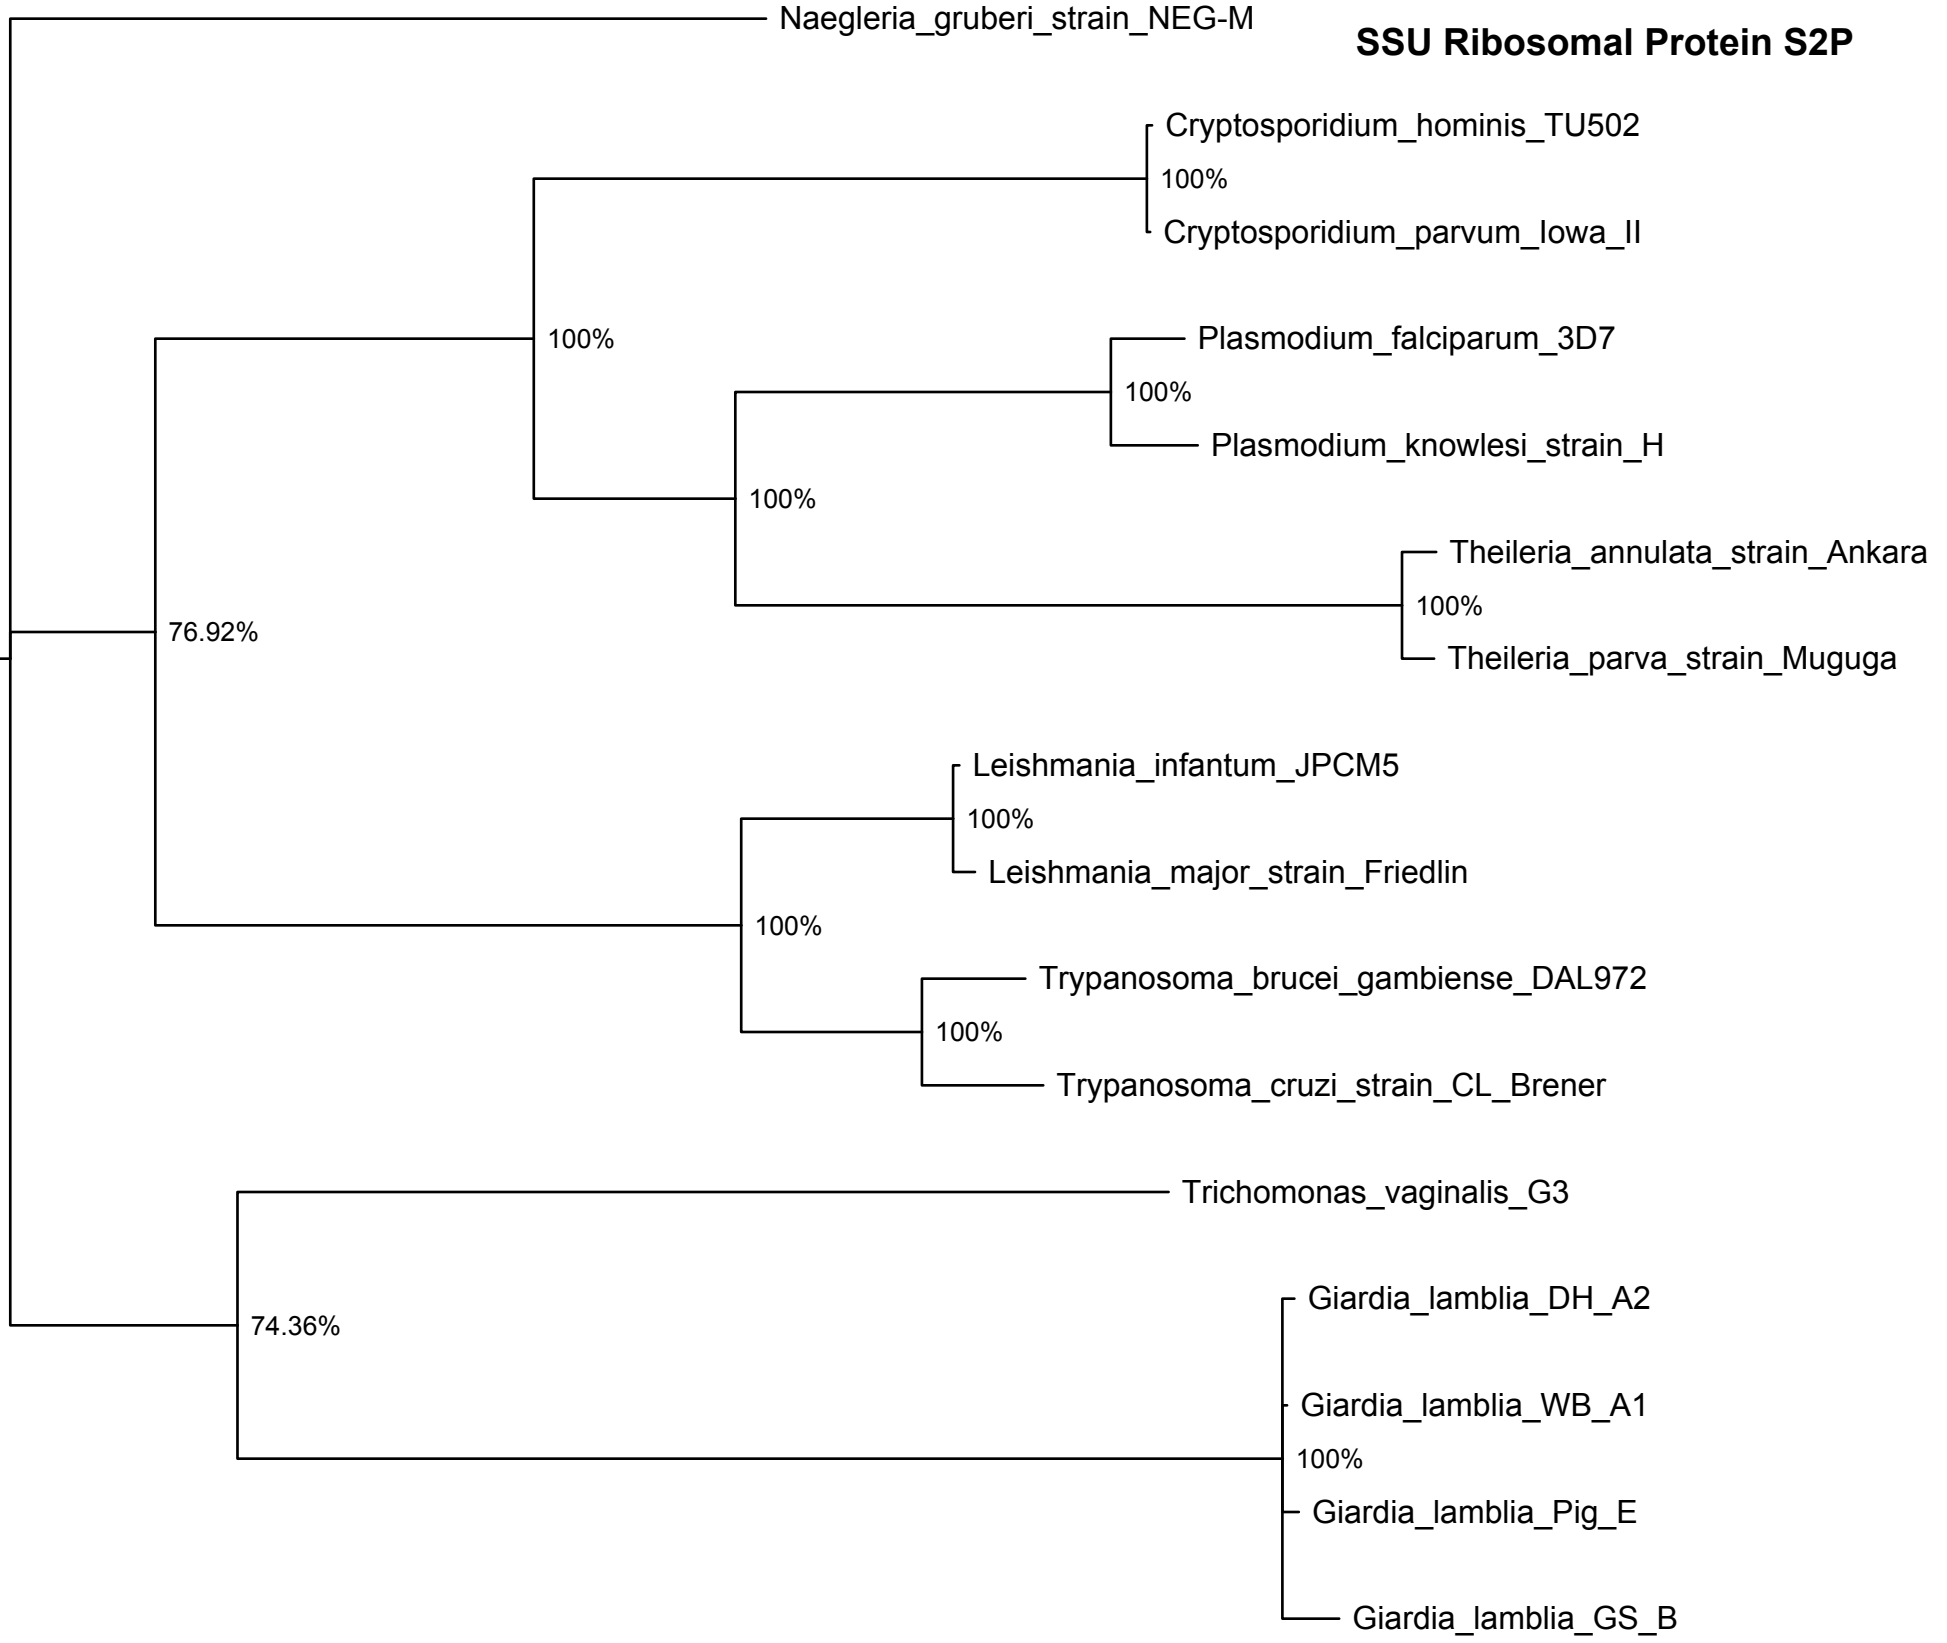 Naegleria_gruberi_strain_NEG-M
SSU Ribosomal Protein S2P
Cryptosporidium_hominis_TU502
100%
Cryptosporidium_parvum_Iowa_II
Plasmodium_falciparum_3D7
100%
100%
Plasmodium_knowlesi_strain_H
100%
Theileria_annulata_strain_Ankara
100%
76.92%
Theileria_parva_strain_Muguga
Leishmania_infantum_JPCM5
100%
Leishmania_major_strain_Friedlin
100%
Trypanosoma_brucei_gambiense_DAL972
100%
Trypanosoma_cruzi_strain_CL_Brener
Trichomonas_vaginalis_G3
Giardia_lamblia_DH_A2
74.36%
Giardia_lamblia_WB_A1
100%
Giardia_lamblia_Pig_E
Giardia_lamblia_GS_B